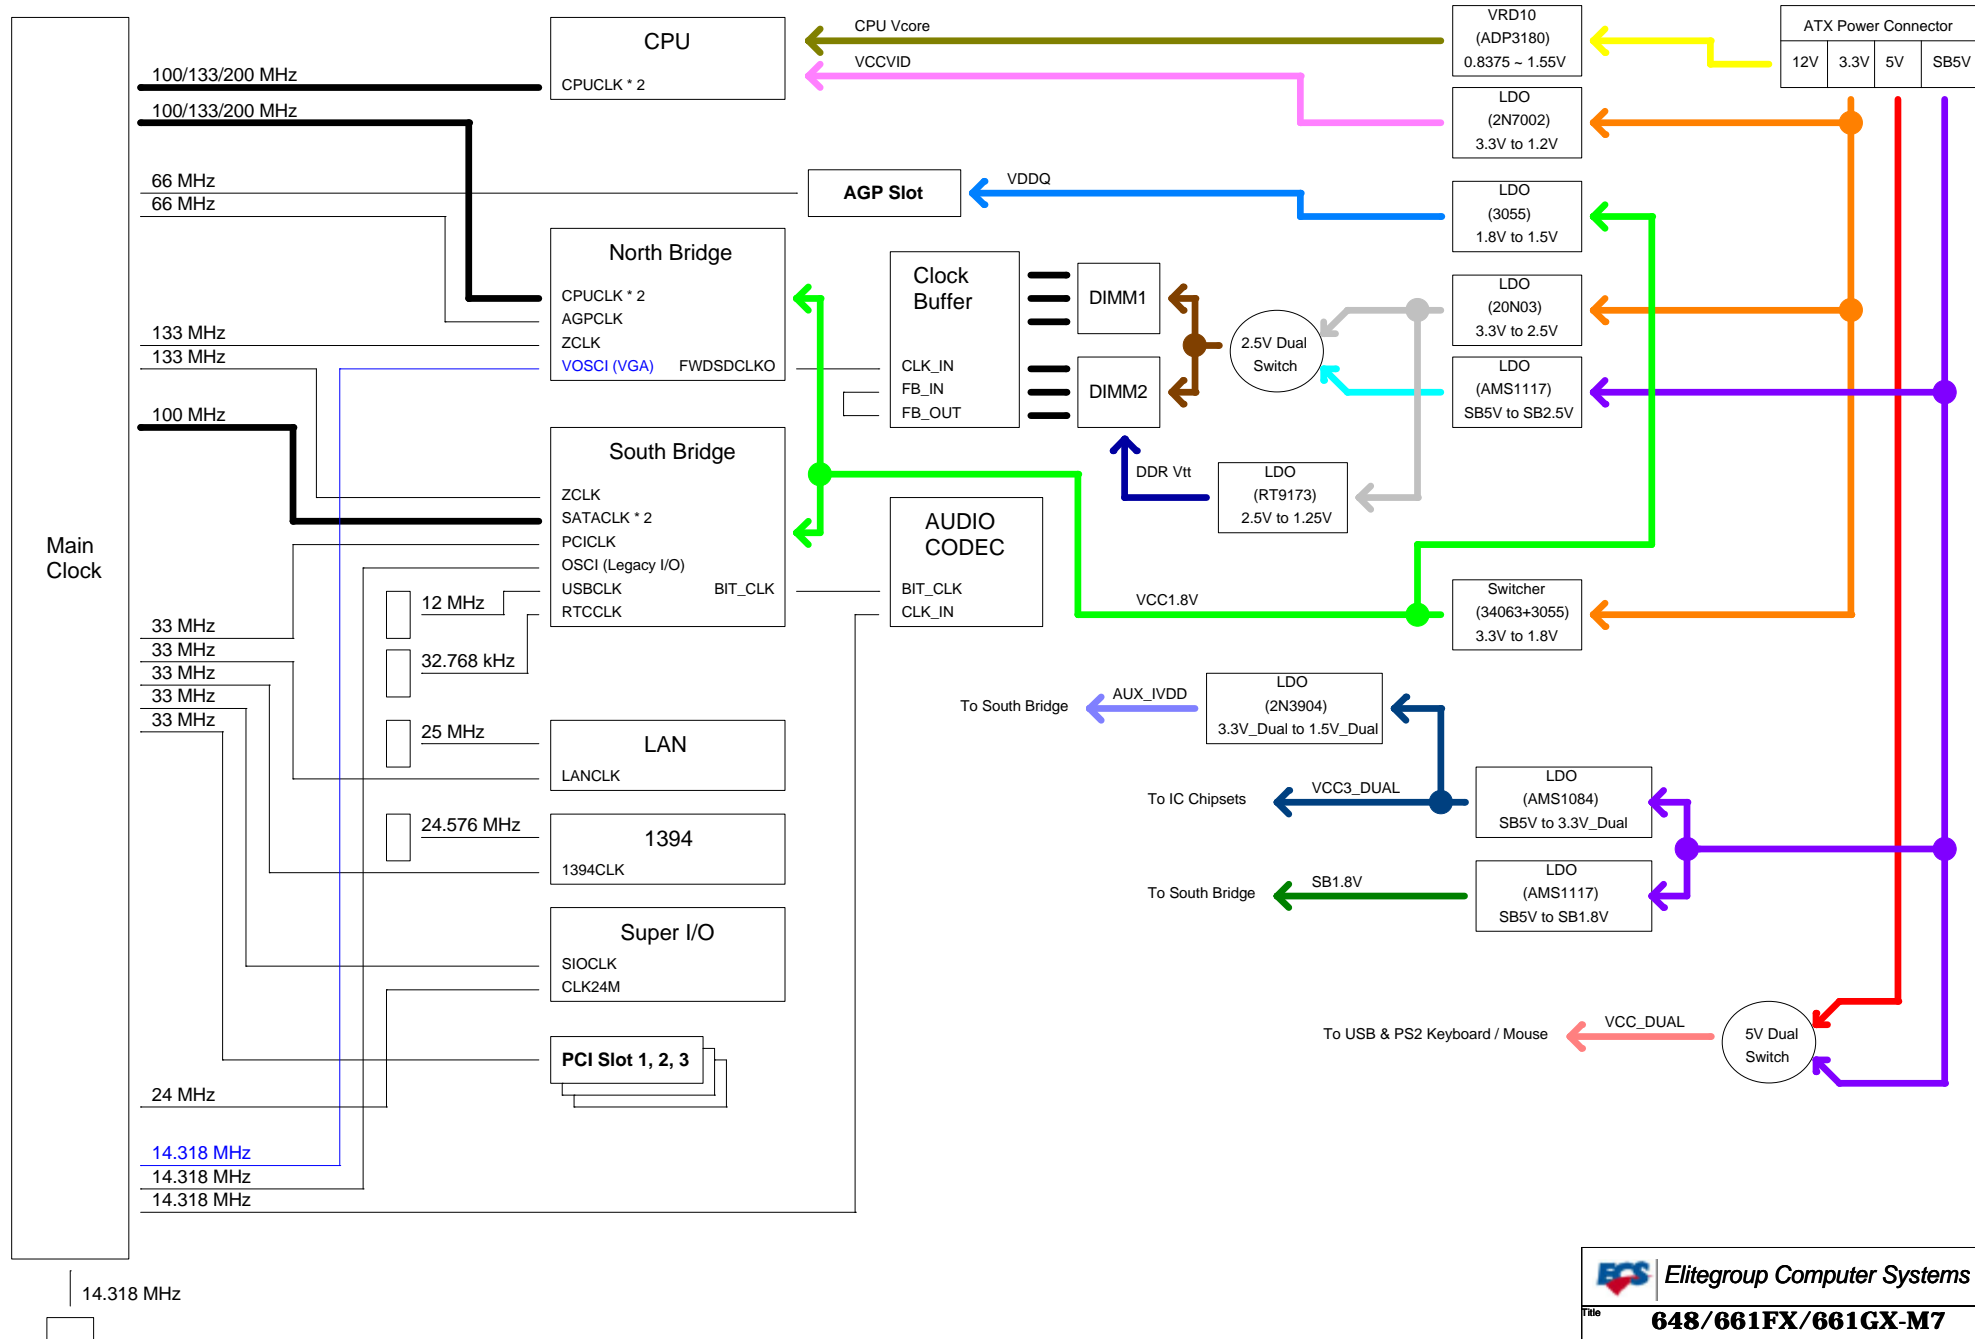 Main
Clock
100/133/200 MHz
100/133/200 MHz
66 MHz
66 MHz
133 MHz
133 MHz
100 MHz
33 MHz
33 MHz
33 MHz
33 MHz
33 MHz
24 MHz
14.318 MHz
14.318 MHz
14.318 MHz
14.318 MHz
12 MHz
32.768 kHz
25 MHz
24.576 MHz
CPU
CPUCLK * 2
AGP Slot
North Bridge
CPUCLK * 2
AGPCLK
ZCLK
VOSCI (VGA)
FWDSDCLKO
South Bridge
ZCLK
SATACLK * 2
PCICLK
OSCI (Legacy I/O)
USBCLK
BIT_CLK
RTCCLK
LAN
LANCLK
1394
1394CLK
Super I/O
SIOCLK
CLK24M
PCI Slot 1, 2, 3
Clock
Buffer
CLK_IN
FB_IN
FB_OUT
DIMM1
DIMM2
AUDIO
CODEC
BIT_CLK
CLK_IN
CPU Vcore
VCCVID
VDDQ
2.5V Dual
Switch
DDR Vtt
LDO
(RT9173)
2.5V to 1.25V
VCC1.8V
VRD10
(ADP3180)
0.8375 ~ 1.55V
LDO
(2N7002)
3.3V to 1.2V
LDO
(3055)
1.8V to 1.5V
LDO
(20N03)
3.3V to 2.5V
LDO
(AMS1117)
SB5V to SB2.5V
Switcher
(34063+3055)
3.3V to 1.8V
ATX Power Connector
12V 3.3V 5V SB5V
To South Bridge
AUX_IVDD
LDO
(2N3904)
3.3V_Dual to 1.5V_Dual
To IC Chipsets
VCC3_DUAL
LDO
(AMS1084)
SB5V to 3.3V_Dual
To South Bridge
SB1.8V
LDO
(AMS1117)
SB5V to SB1.8V
To USB & PS2 Keyboard / Mouse
VCC_DUAL
5V Dual
Switch
ECS
Elitegroup Computer Systems
Title
648/661FX/661GX-M7